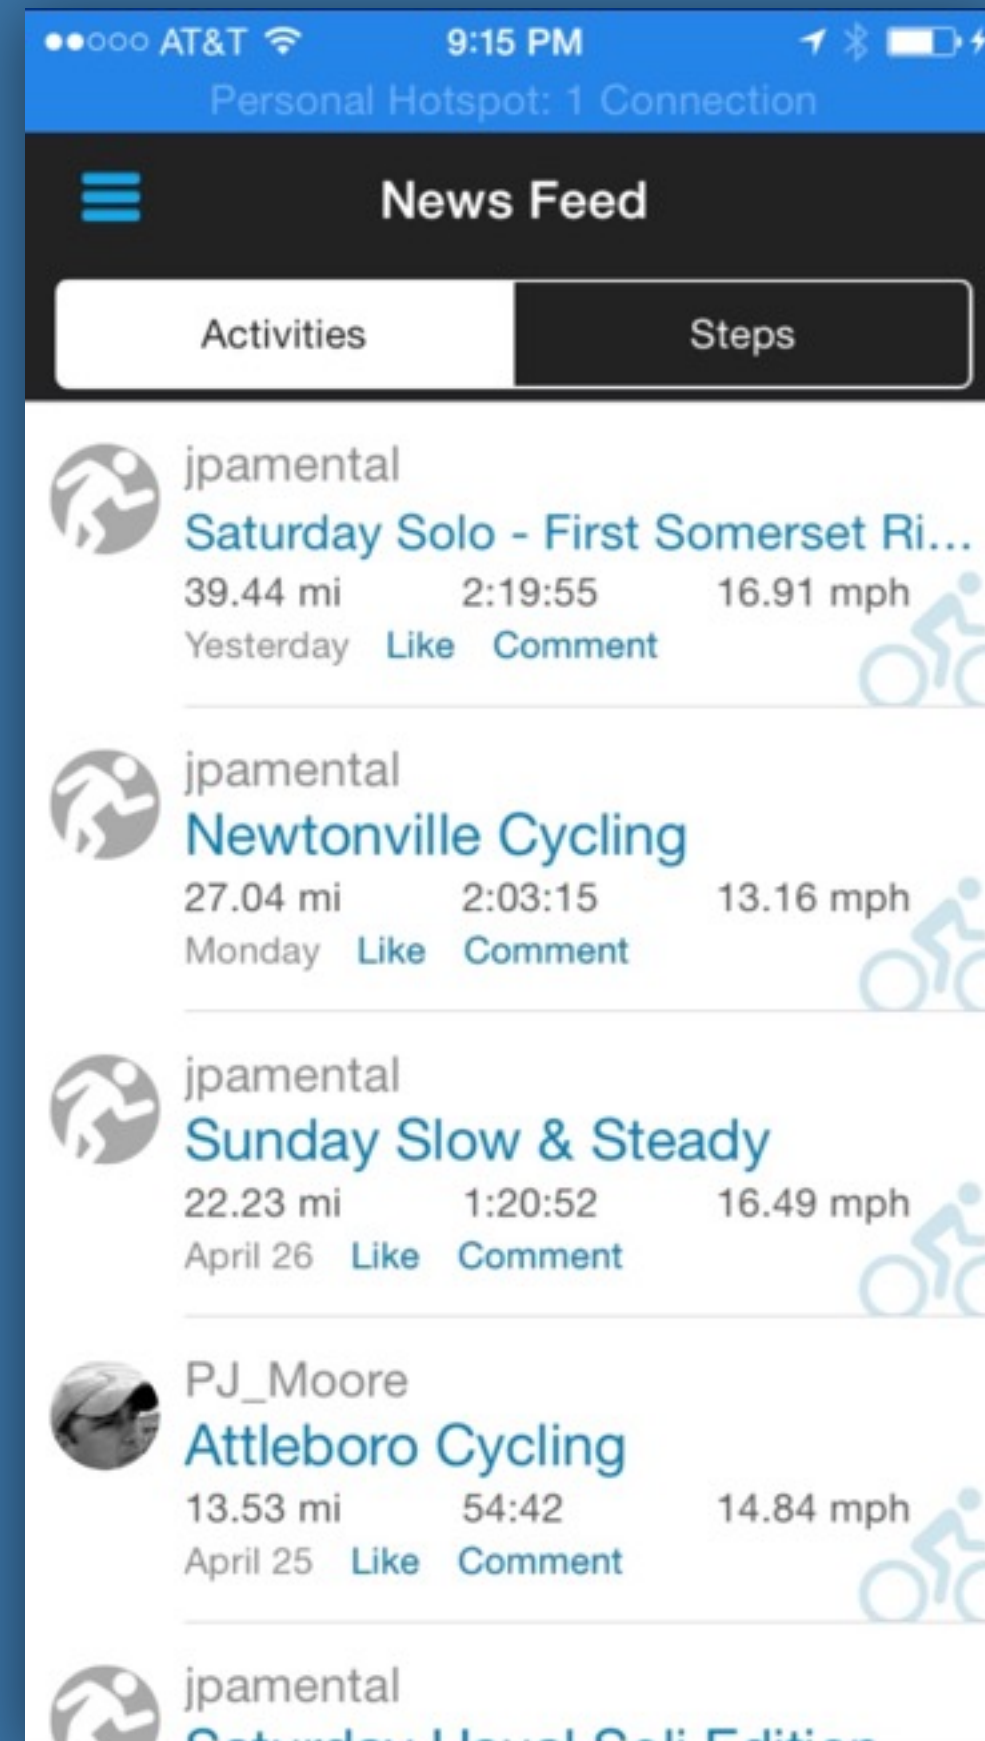 AT&T 9:15 PM
Personal Hotspot: 1 Connection
News Feed
Activities Steps
jpamental
Saturday Solo - First Somerset Ri...
39.44 mi 2:19:55 16.91 mph
Yesterday Like Comment
jpamental
Newtonville Cycling
27.04 mi 2:03:15 13.16 mph
Monday Like Comment
jpamental
Sunday Slow & Steady
22.23 mi 1:20:52 16.49 mph
April 26 Like Comment
PJ_Moore
Attleboro Cycling
13.53 mi 54:42 14.84 mph
April 25 Like Comment
jpamental
Saturday Edition